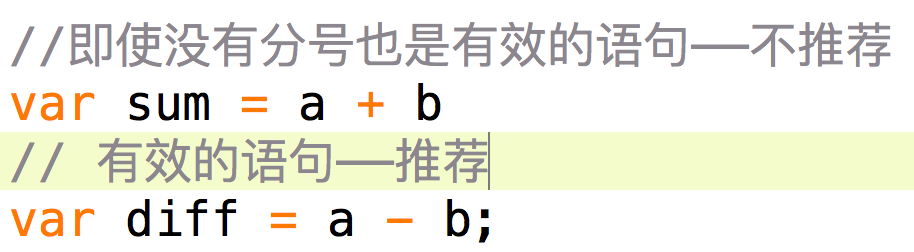 //即使没有分号也是有效的语句——不推荐
var sum = a + b
// 有效的语句——推荐
var diff = a - b;